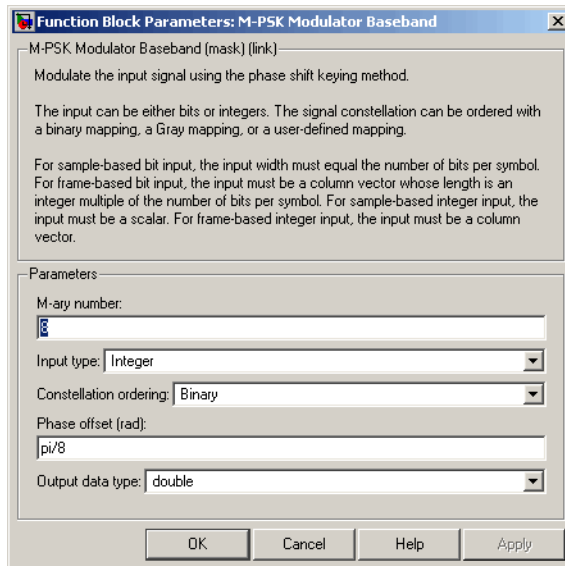 Function Block Parameters: M-PSK Modulator Baseband
M-PSK Modulator Baseband (mask) (link)
Modulate the input signal using the phase shift keying method.
The input can be either bits or integers. The signal constellation can be ordered with
a binary mapping, a Gray mapping, or a user-defined mapping.
For sample-based bit input, the input width must equal the number of bits per symbol.
For frame-based bit input, the input must be a column vector whose length is an
integer multiple of the number of bits per symbol. For sample-based integer input, the
input must be a scalar. For frame-based integer input, the input must be a column
vector.
Parameters
M-ary number:
8
Input type: Integer
Constellation ordering: Binary
Phase offset (rad):
pi/8
Output data type: double
OK Cancel Help Apply